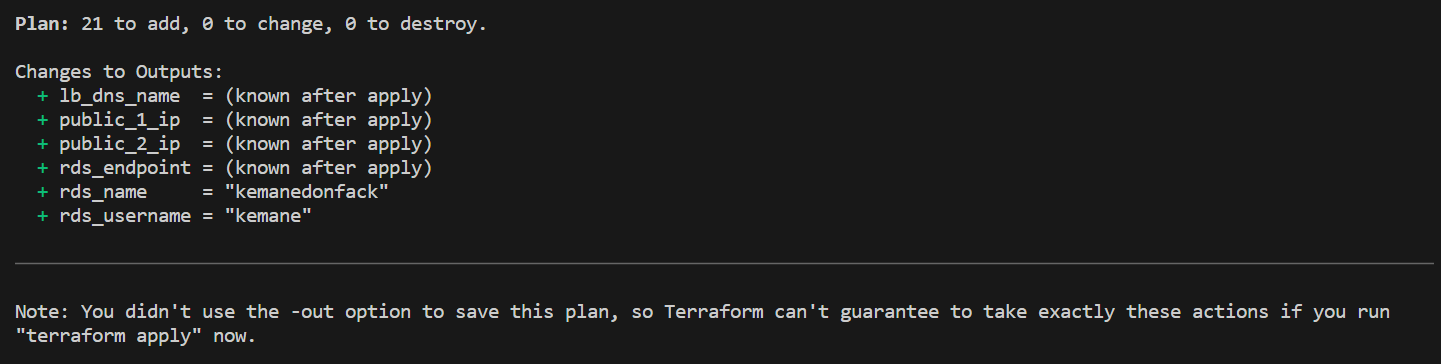 Plan: 21 to add, 0 to change, 0 to destroy.
Changes to Outputs:
  + lb_dns_name  = (known after apply)
  + public_1_ip  = (known after apply)
  + public_2_ip  = (known after apply)
  + rds_endpoint = (known after apply)
  + rds_name     = "kemanedonfack"
  + rds_username = "kemane"
Note: You didn't use the -out option to save this plan, so Terraform can't guarantee to take exactly these actions if you run
"terraform apply" now.